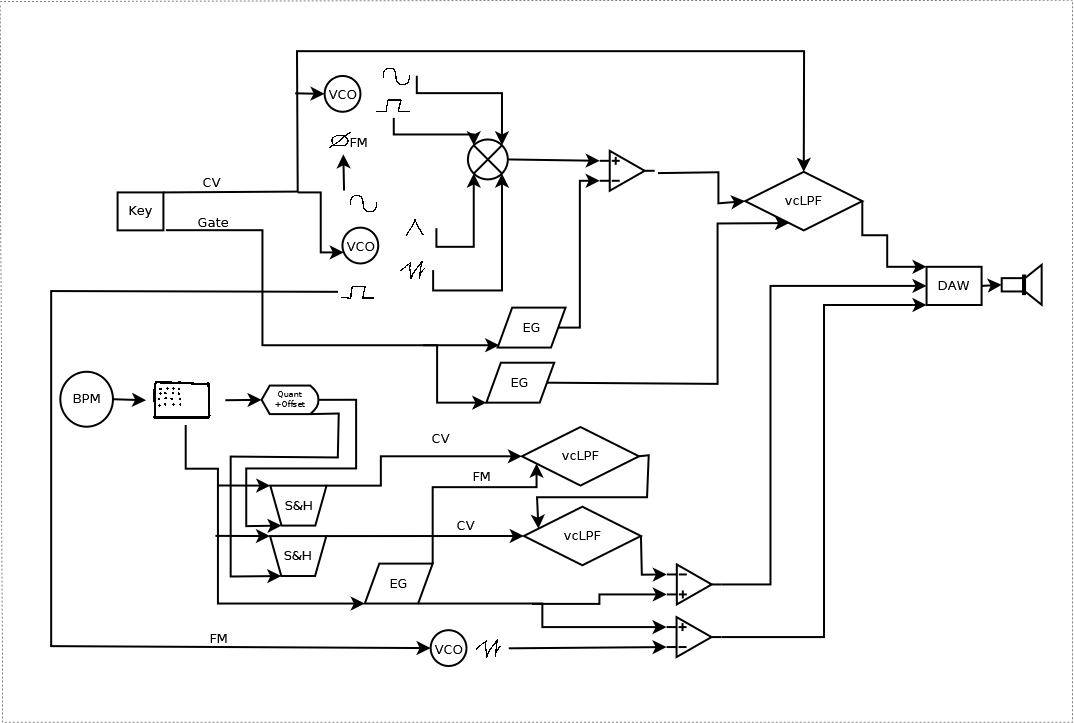 VCO
FM
CV
Key
Gate
VCO
vcLPF
DAW
EG
EG
BPM
Quant
+Offset
CV
vcLPF
FM
S&H
CV
vcLPF
S&H
EG
FM
VCO